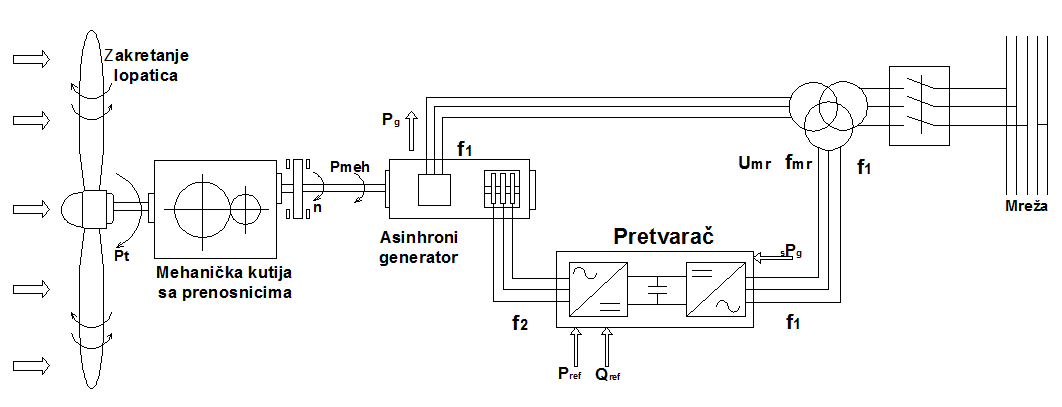 Zakretanje
lopatica
Pg
f1
Umr fmr f1
Pmeh
n
Mreža
Pt
Asinhroni
generator
Pretvarač
sPg
Mehanička kutija
sa prenosnicima
f2
f1
Pref Qref